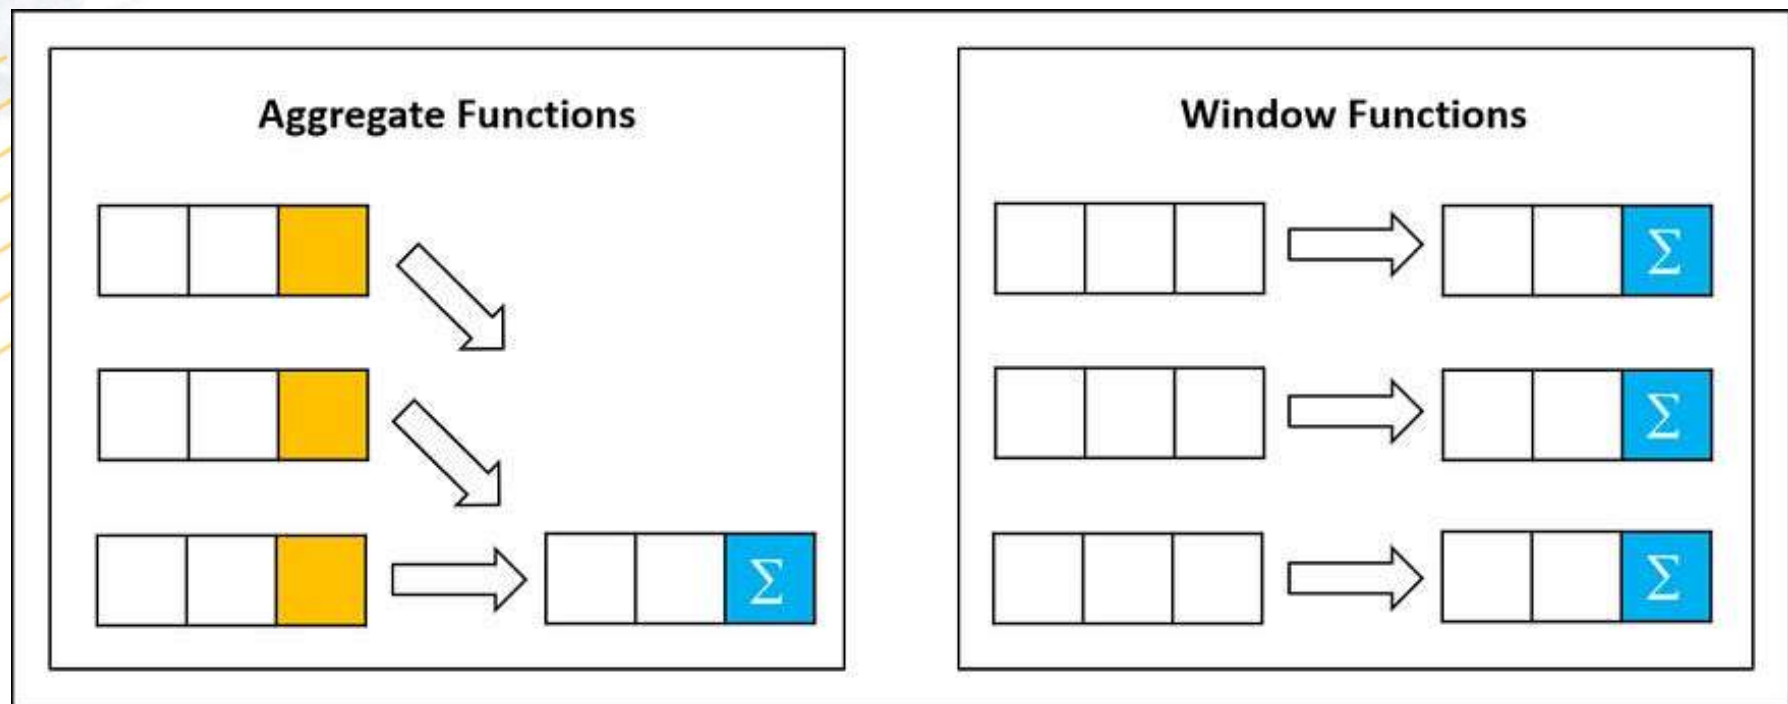 Aggregate Functions
Σ
Window Functions
Σ
Σ
Σ